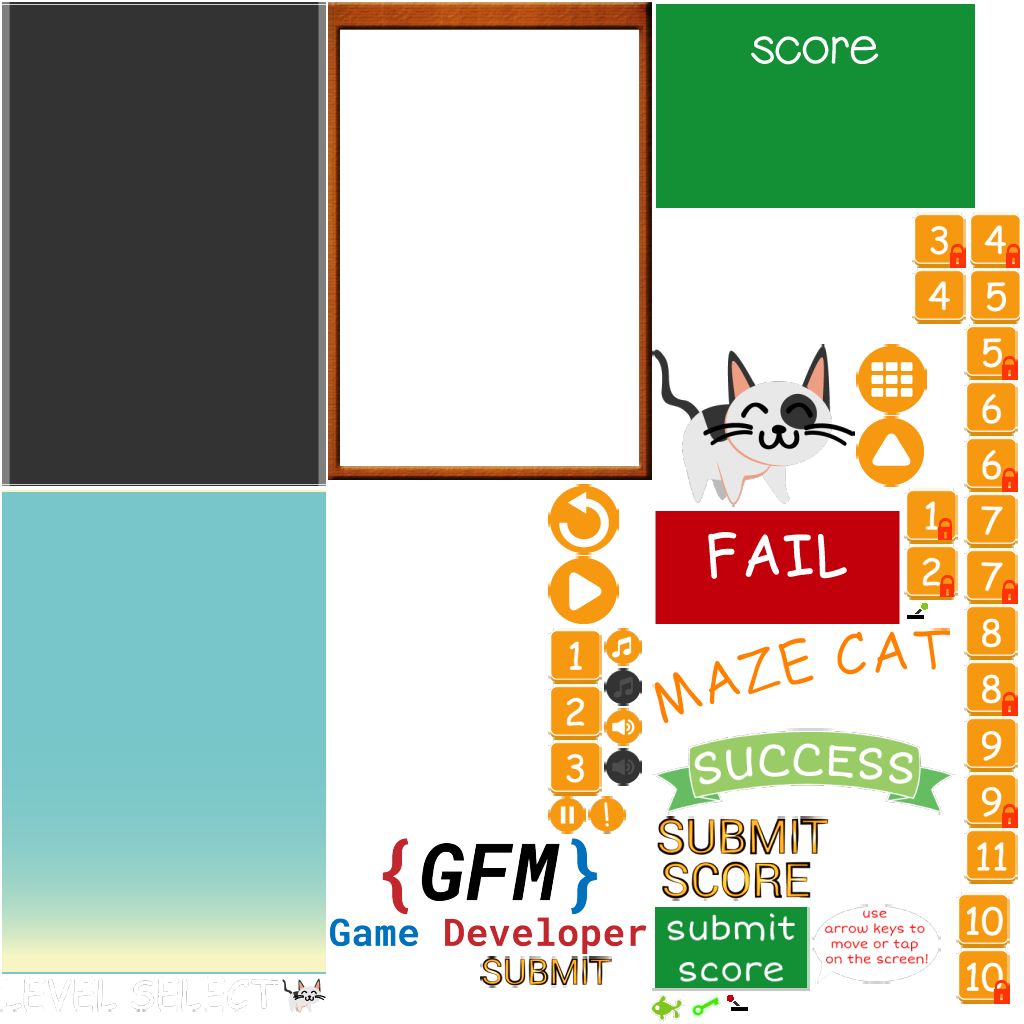 score
3
4
4
5
5
6
6
1
7
2
7
FAIL
8
MAZE CAT
1
2
3
8
9
9
SUCCESS
SUBMIT
SCORE
11
{GFM}
Game Developer
SUBMIT
submit
score
use
arrow keys to
move or tap
on the screen!
10
10
LEVEL SELECT